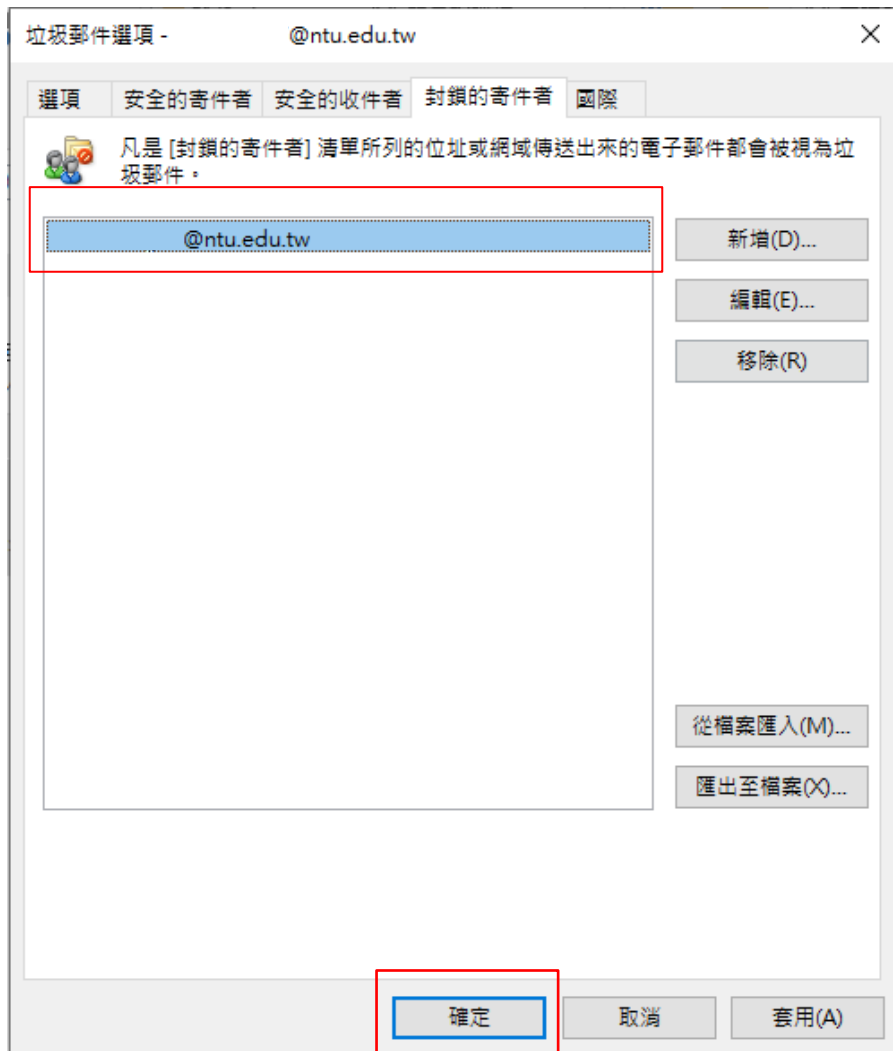 垃圾郵件選項 - @ntu.edu.tw
選項 安全的寄件者 安全的收件者 封鎖的寄件者 國際
凡是 [封鎖的寄件者] 清單所列的位址或網域傳送出來的電子郵件都會被視為垃
圾郵件。
@ntu.edu.tw
新增(D)...
編輯(E)...
移除(R)
從檔案匯入(M)...
匯出至檔案(X)...
確定 取消 套用(A)